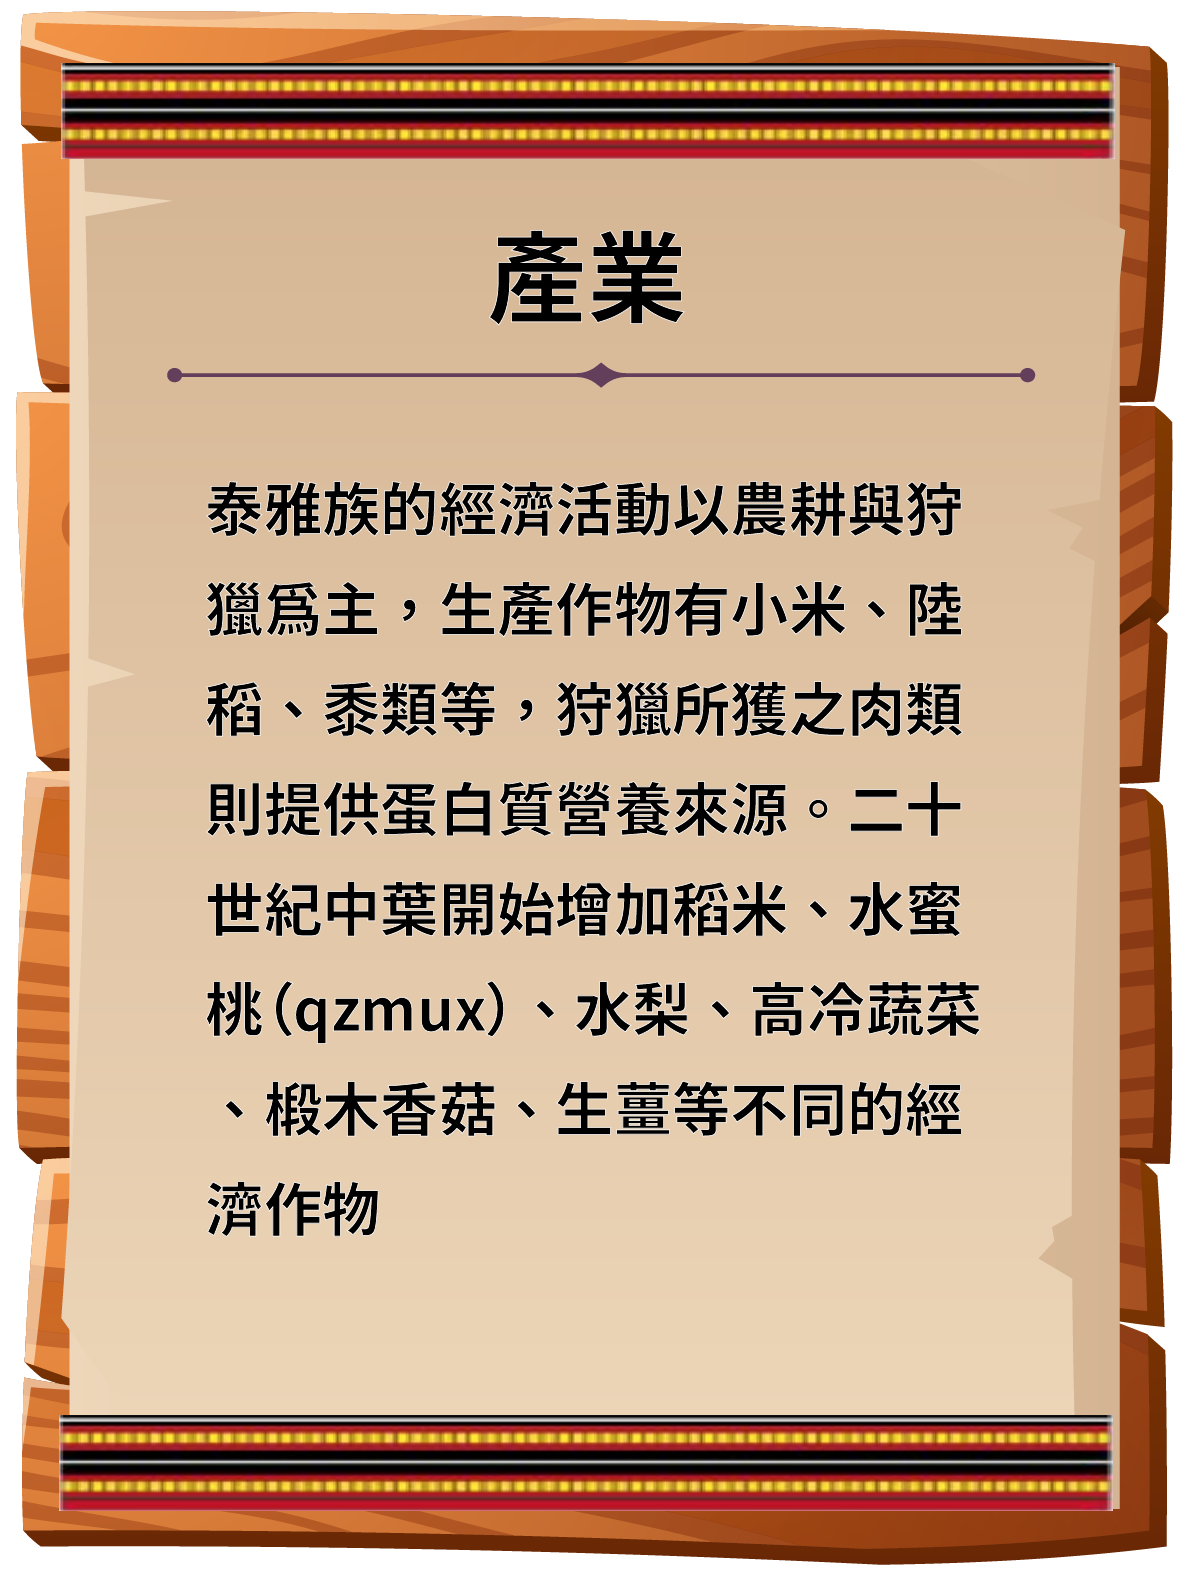 產業
泰雅族的經濟活動以農耕與狩
獵爲主，生產作物有小米、陸
稻、黍類等，狩獵所獲之肉類
則提供蛋白質營養來源。二十
世紀中葉開始增加稻米、水蜜
桃（qzmux）、水梨、高冷蔬菜
、椴木香菇、生薑等不同的經
濟作物